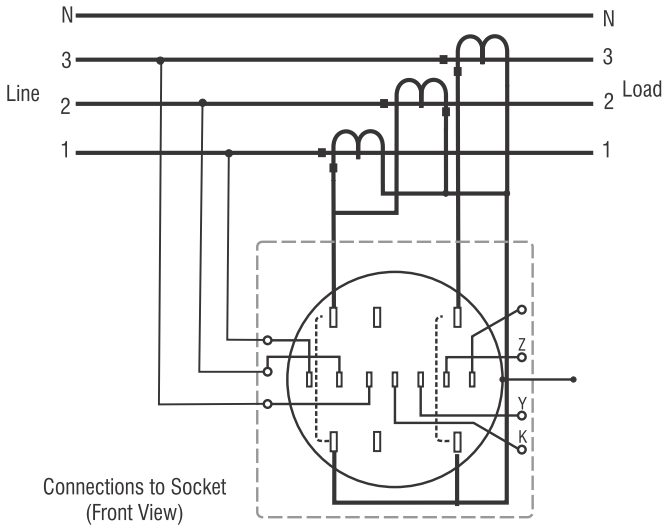 N N
3 3
Line Load
2 2
1 1
Z
Y
K
Connections to Socket
(Front View)